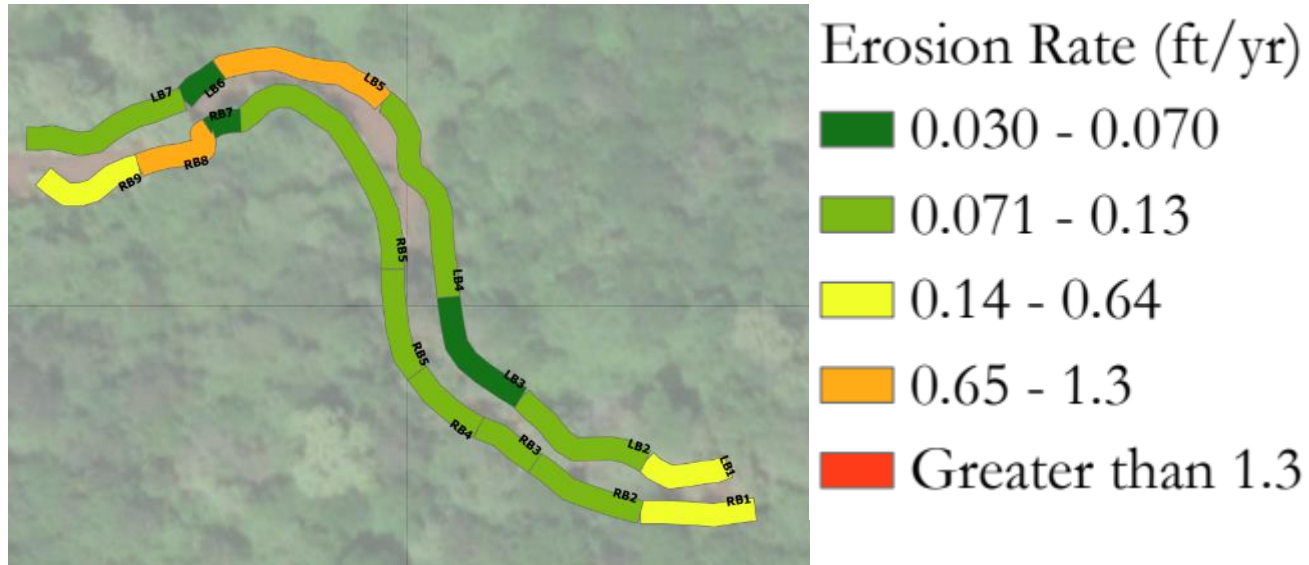 LB7
LB6
LB5
RB7
RB8
RB9
RB5
LB4
RB5
LB3
RB4
RB3
LB2
LB1
RB2
RB1
Erosion Rate (ft/yr)
0.030 - 0.070
0.071 - 0.13
0.14 - 0.64
0.65 - 1.3
Greater than 1.3